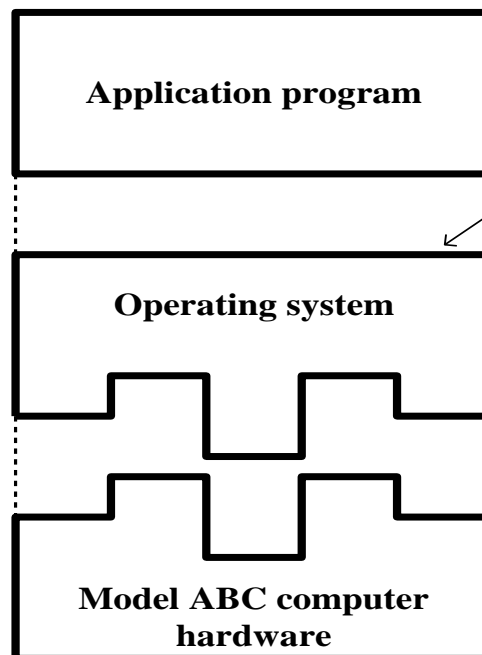 Application program
Operating system
Model ABC computer
hardware